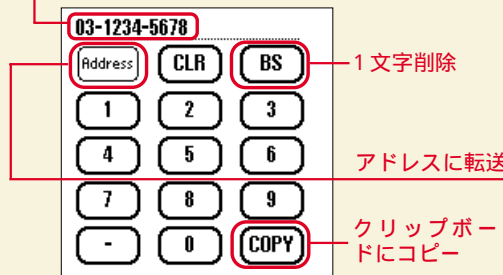 03-1234-5678
Address CLR BS
1文字削除
1 2 3
4 5 6
アドレスに転送
7 8 9
- 0 COPY
クリップボー
ドにコピー